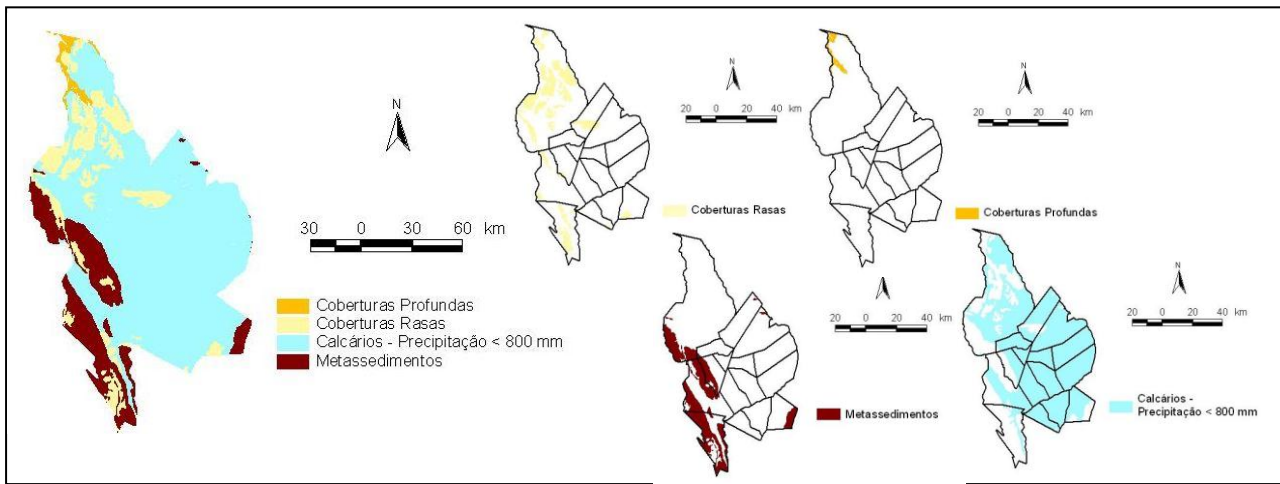 N
30 0 30 60 km
Coberturas Profundas
Coberturas Rasas
Calcários - Precipitação < 800 mm
Metassedimentos
N
20 0 20 40 km
Coberturas Rasas
N
20 0 20 40 km
Coberturas Profundas
N
20 0 20 40 km
Metassedimentos
N
20 0 20 40 km
Calcários -
Precipitação < 800 mm